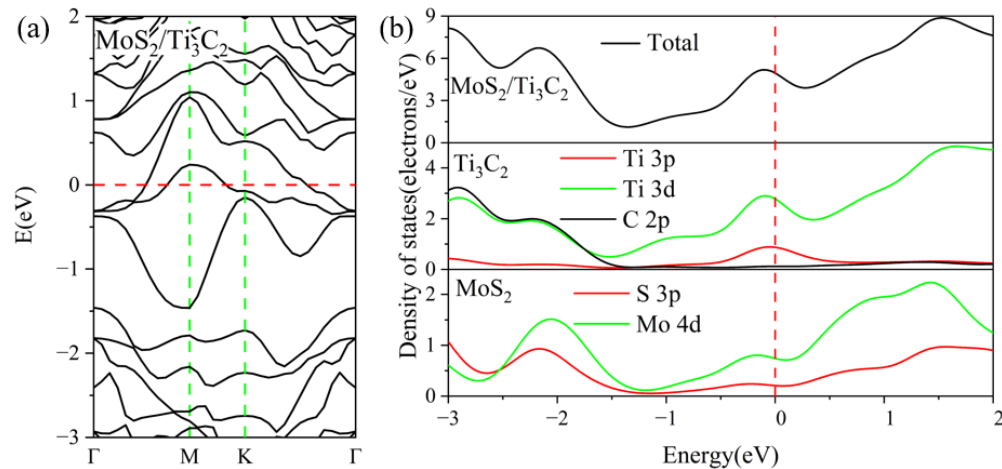 (a)
MoS₂/Ti₃C₂
E(eV)
2
1
0
−1
−2
−3
Γ
M
K
Γ
(b)
Density of states(electrons/eV)
9
6
3
0
Total
MoS₂/Ti₃C₂
4
2
0
Ti₃C₂
Ti 3p
Ti 3d
C 2p
2
1
0
MoS₂
S 3p
Mo 4d
−3
−2
−1
0
1
2
Energy(eV)